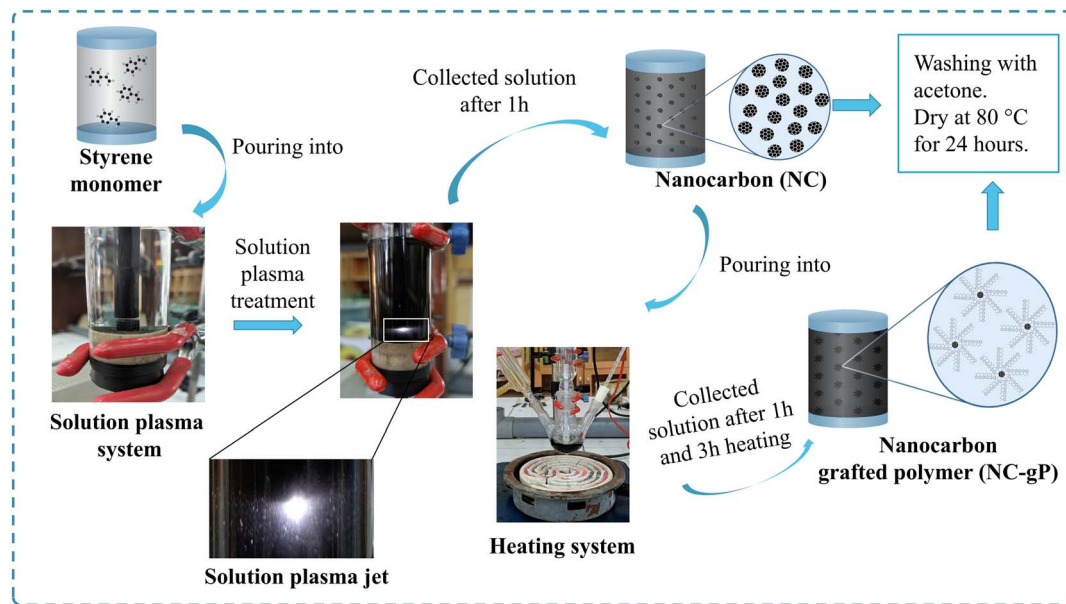 Styrene
monomer
Pouring into
Solution plasma
system
Solution
plasma
treatment
Solution plasma jet
Collected solution
after 1h
Nanocarbon (NC)
Washing with
acetone.
Dry at 80 °C
for 24 hours.
Pouring into
Heating system
Collected
solution after 1h
and 3h heating
Nanocarbon
grafted polymer (NC-gP)